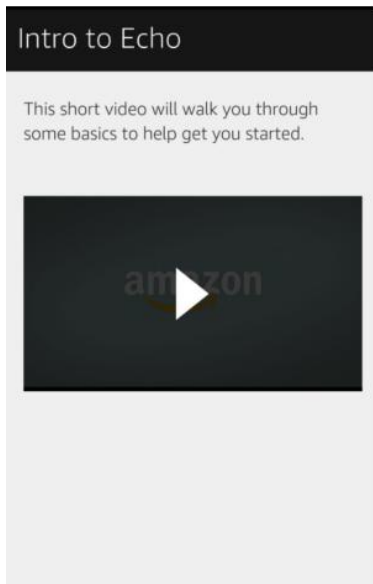 Intro to Echo
This short video will walk you through
some basics to help get you started.
amazon